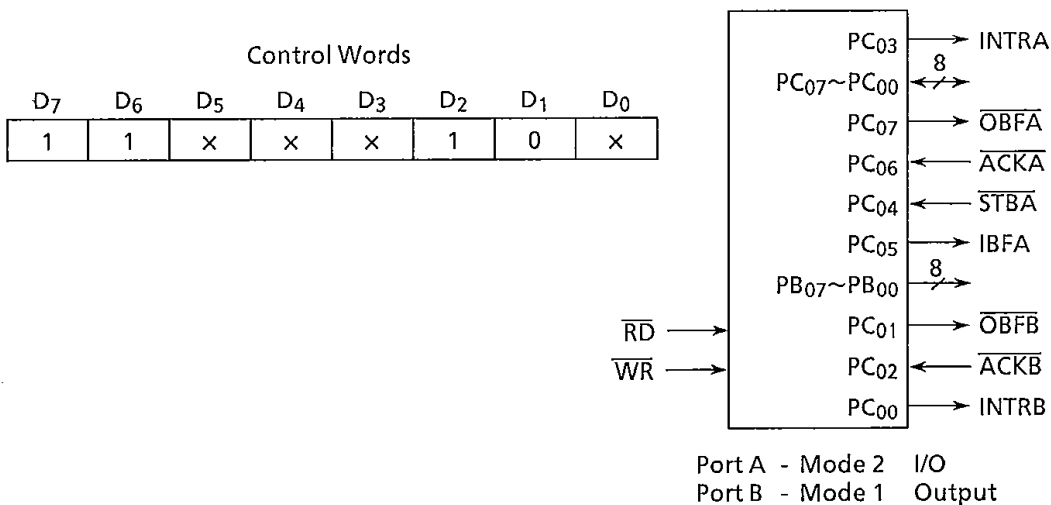 Control Words
D7 D6 D5 D4 D3 D2 D1 D0
1 1 × × × 1 0 ×
PC03 INTRA
PC07~PC00 8
PC07 OBFA
PC06 ACKA
PC04 STBA
PC05 IBFA
PB07~PB00 8
RD
PC01 OBFB
WR
PC02 ACKB
PC00 INTRB
Port A - Mode 2 I/O
Port B - Mode 1 Output